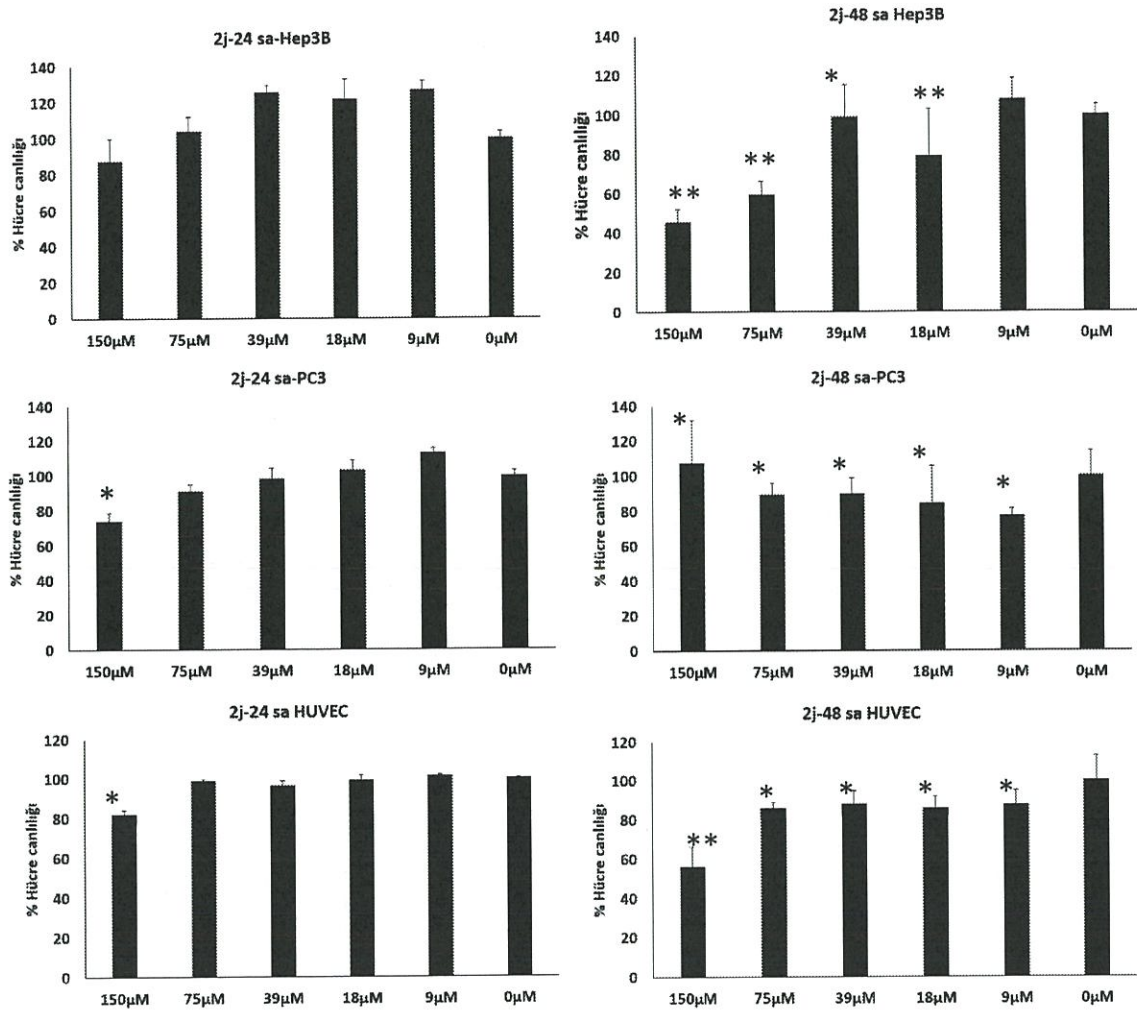 2j-24 sa-Hep3B
% Hücre canlılığı
140
120
100
80
60
40
20
0
150µM 75µM 39µM 18µM 9µM 0µM
2j-48 sa Hep3B
% Hücre canlılığı
140
120
100
80
60
40
20
0
** ** * **
150µM 75µM 39µM 18µM 9µM 0µM
2j-24 sa-PC3
% Hücre canlılığı
140
120
100
80
60
40
20
0
*
150µM 75µM 39µM 18µM 9µM 0µM
2j-48 sa-PC3
% Hücre canlılığı
140
120
100
80
60
40
20
0
* * * * *
150µM 75µM 39µM 18µM 9µM 0µM
2j-24 sa HUVEC
% Hücre canlılığı
120
100
80
60
40
20
0
*
150µM 75µM 39µM 18µM 9µM 0µM
2j-48 sa HUVEC
% Hücre canlılığı
120
100
80
60
40
20
0
** * * * *
150µM 75µM 39µM 18µM 9µM 0µM